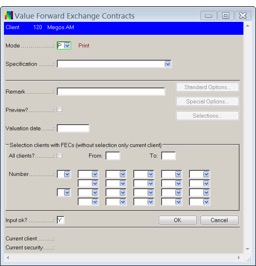 Value Forward Exchange Contracts
Client 120 Megos AM
Mode P Print
Specification
Remark
Standard Options...
Special Options...
Preview?
Selections...
Valuation date
Selection clients with FECs (without selection only current client)
All clients? From: To:
Number
Input ok? Y OK Cancel
Current client
Current security